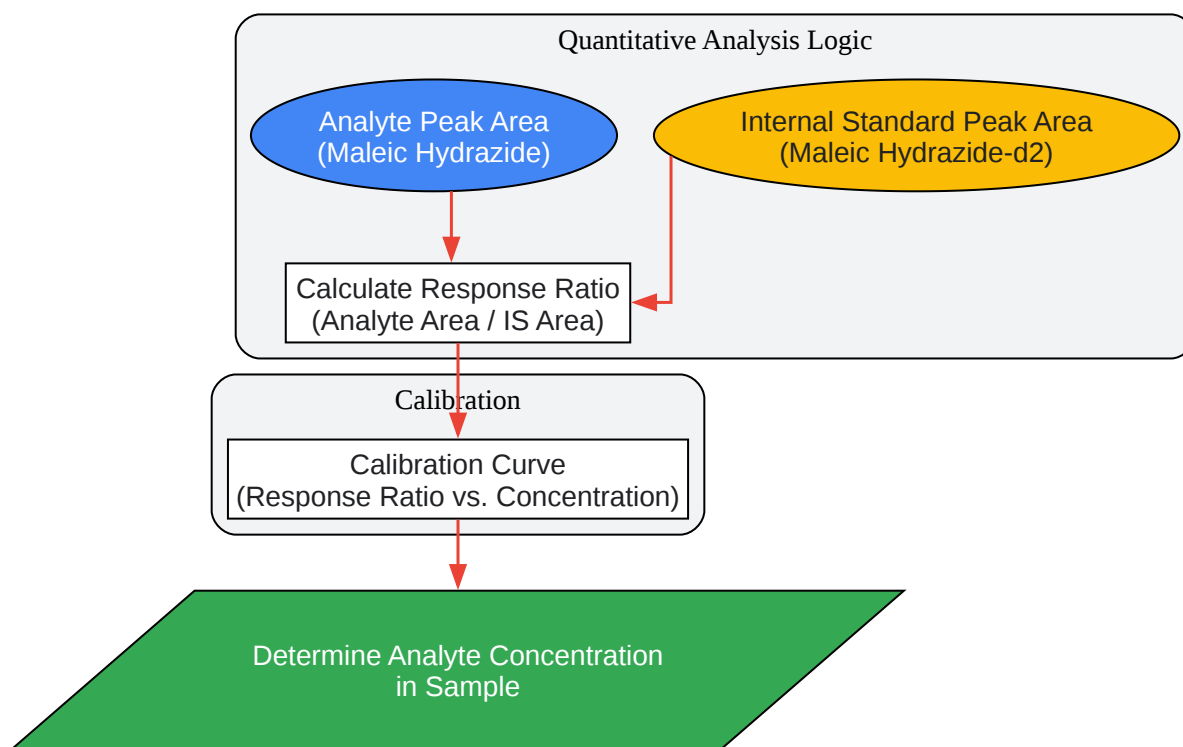 Quantitative Analysis Logic
Analyte Peak Area
(Maleic Hydrazide)
Internal Standard Peak Area
(Maleic Hydrazide-d2)
Calculate Response Ratio
(Analyte Area / IS Area)
Calibration
Calibration Curve
(Response Ratio vs. Concentration)
Determine Analyte Concentration
in Sample